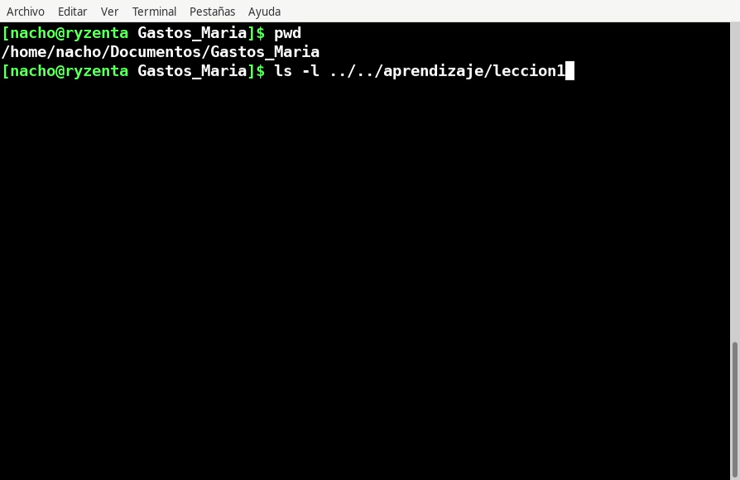 Archivo Editar Ver Terminal Pestañas Ayuda
[nacho@ryzenta Gastos_Maria]$ pwd
/home/nacho/Documentos/Gastos_Maria
[nacho@ryzenta Gastos_Maria]$ ls -l ../../aprendizaje/leccion1